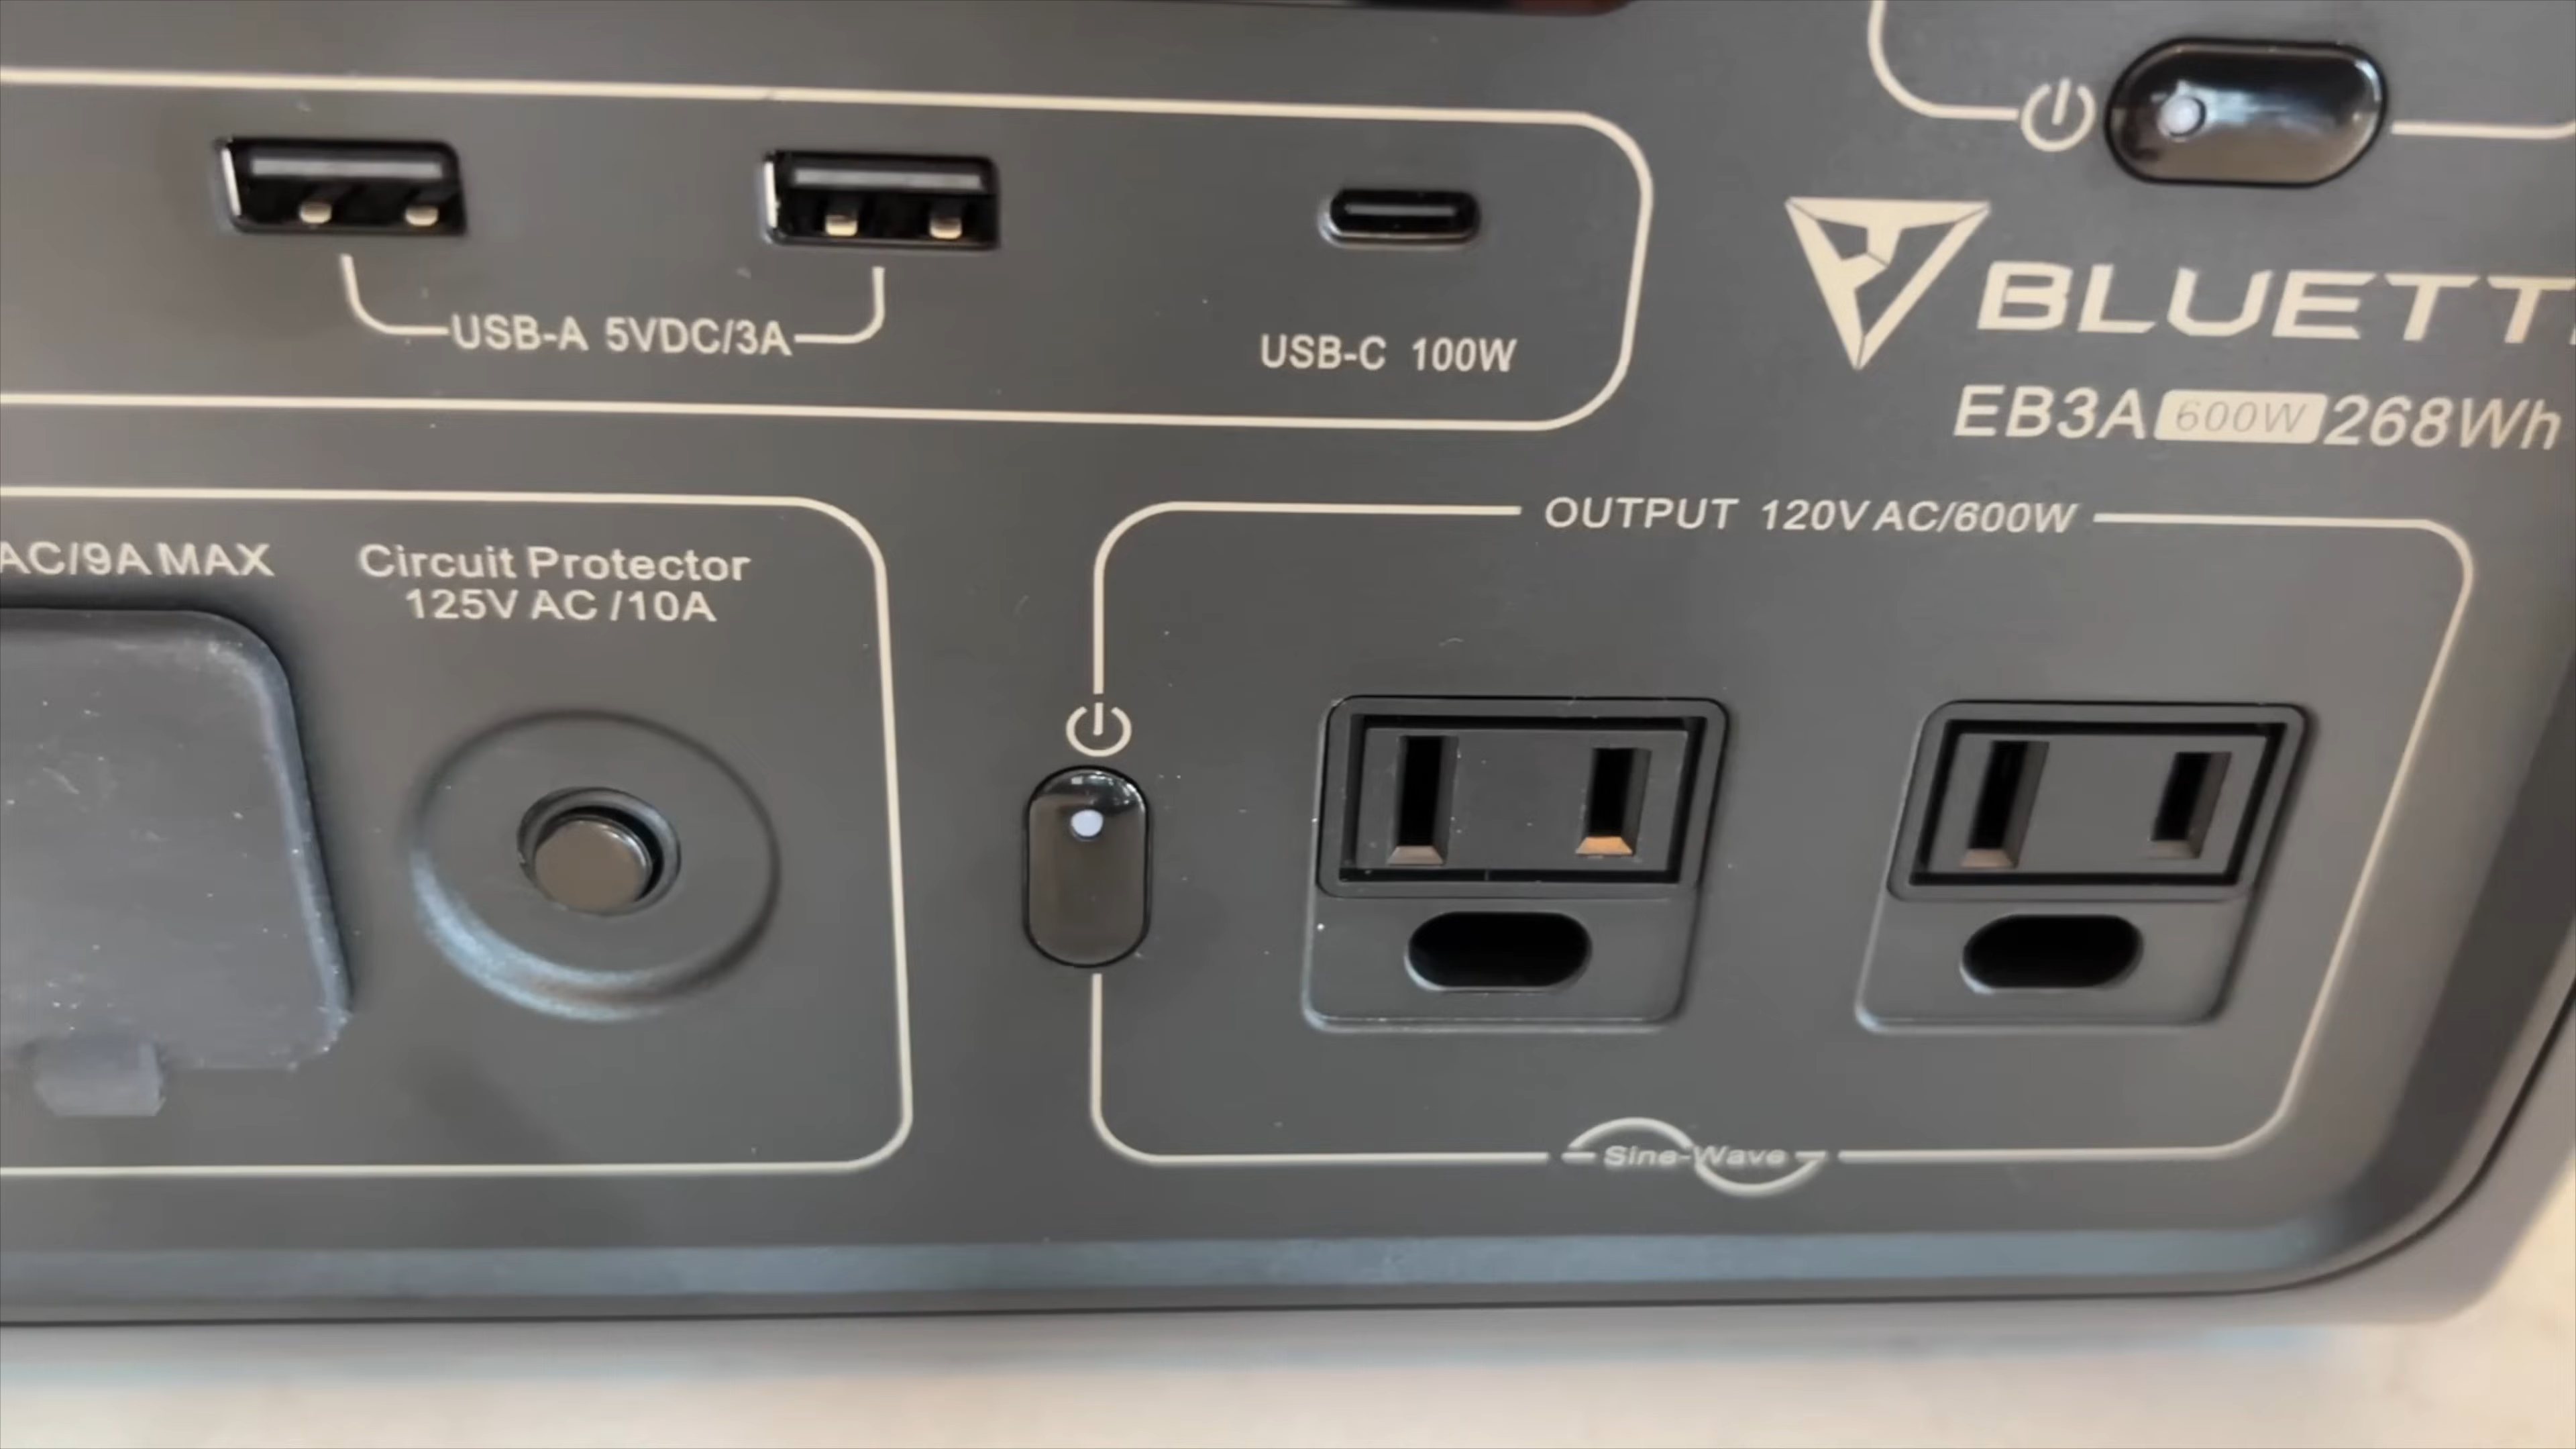 USB-A 5VDC/3A
USB-C 100W
BLUETT
EB3A 600W 268Wh
AC/9A MAX
Circuit Protector
125V AC /10A
OUTPUT 120V AC/600W
Sine-Wave